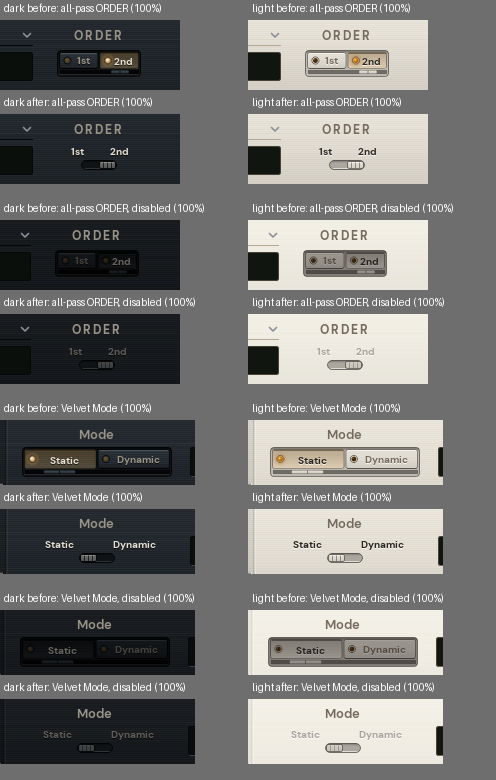 dark before: all-pass ORDER (100%)
light before: all-pass ORDER (100%)
ORDER
ORDER
1st 2nd
1st 2nd
dark after: all-pass ORDER (100%)
light after: all-pass ORDER (100%)
ORDER
ORDER
1st 2nd
1st 2nd
dark before: all-pass ORDER, disabled (100%)
light before: all-pass ORDER, disabled (100%)
ORDER
ORDER
1st 2nd
1st 2nd
dark after: all-pass ORDER, disabled (100%)
light after: all-pass ORDER, disabled (100%)
ORDER
ORDER
1st 2nd
1st 2nd
dark before: Velvet Mode (100%)
light before: Velvet Mode (100%)
Mode
Mode
Static Dynamic
Static Dynamic
dark after: Velvet Mode (100%)
light after: Velvet Mode (100%)
Mode
Mode
Static Dynamic
Static Dynamic
dark before: Velvet Mode, disabled (100%)
light before: Velvet Mode, disabled (100%)
Mode
Mode
Static Dynamic
Static Dynamic
dark after: Velvet Mode, disabled (100%)
light after: Velvet Mode, disabled (100%)
Mode
Mode
Static Dynamic
Static Dynamic